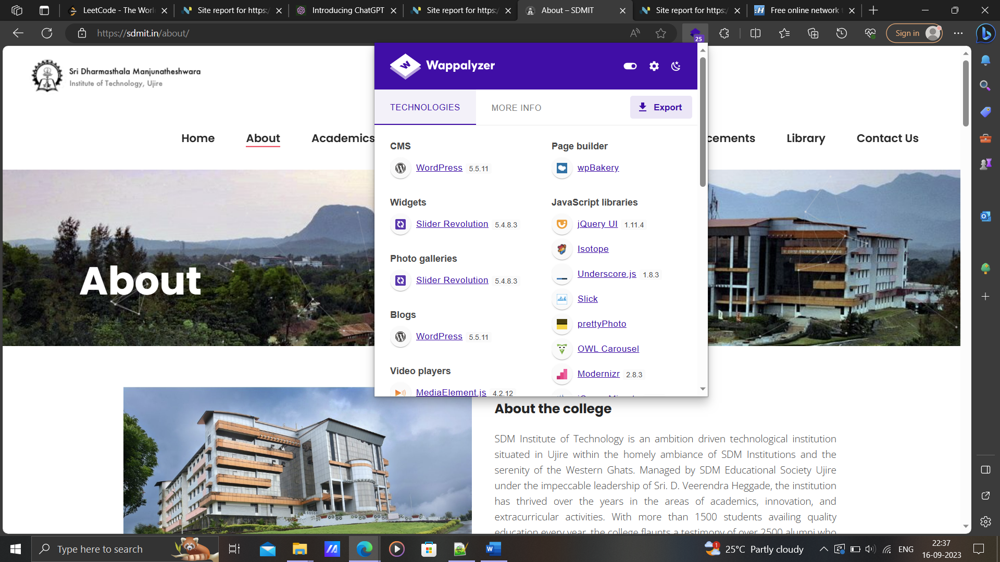 LeetCode - The Worl
Site report for https:/
Introducing ChatGPT
Site report for https:/
About – SDMIT
Site report for https:/
Free online network t
https://sdmit.in/about/
25
Sign in
Sri Dharmasthala Manjunatheshwara
Institute of Technology, Ujire
Home
About
Academics
cements
Library
Contact Us
About
Wappalyzer
TECHNOLOGIES
MORE INFO
Export
CMS
WordPress 5.5.11
Widgets
Slider Revolution 5.4.8.3
Photo galleries
Slider Revolution 5.4.8.3
Blogs
WordPress 5.5.11
Video players
MediaElement.js 4.2.12
Page builder
wpBakery
JavaScript libraries
jQuery UI 1.11.4
Isotope
Underscore.js 1.8.3
Slick
prettyPhoto
OWL Carousel
Modernizr 2.8.3
About the college
SDM Institute of Technology is an ambition driven technological institution
situated in Ujire within the homely ambiance of SDM Institutions and the
serenity of the Western Ghats. Managed by SDM Educational Society Ujire
under the impeccable leadership of Sri. D. Veerendra Heggade, the institution
has thrived over the years in the areas of academics, innovation, and
extracurricular activities. With more than 1500 students availing quality
education every year, the college flaunts a testimony of over 2500 alumni who
Type here to search
1
25°C Partly cloudy
ENG
22:37
16-09-2023